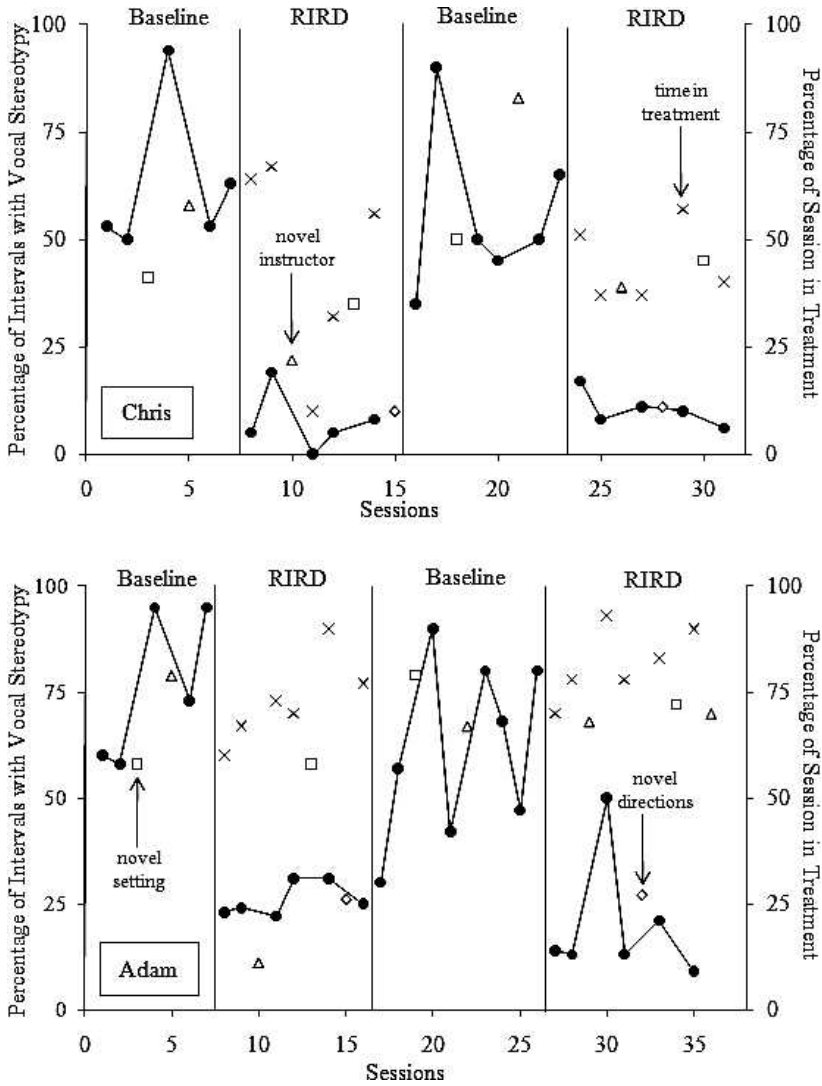 Baseline RIRD Baseline RIRD
Percentage of Intervals with Vocal Stereotypy
100
75
50
25
0
novel
instructor
time in
treatment
Chris
100
75
50
25
0
Percentage of Session in Treatment
0 5 10 15 20 25 30
Sessions
Baseline RIRD Baseline RIRD
Percentage of Intervals with Vocal Stereotypy
100
75
50
25
0
novel
setting
novel
directions
Adam
100
75
50
25
0
Percentage of Session in Treatment
0 5 10 15 20 25 30 35
Sessions